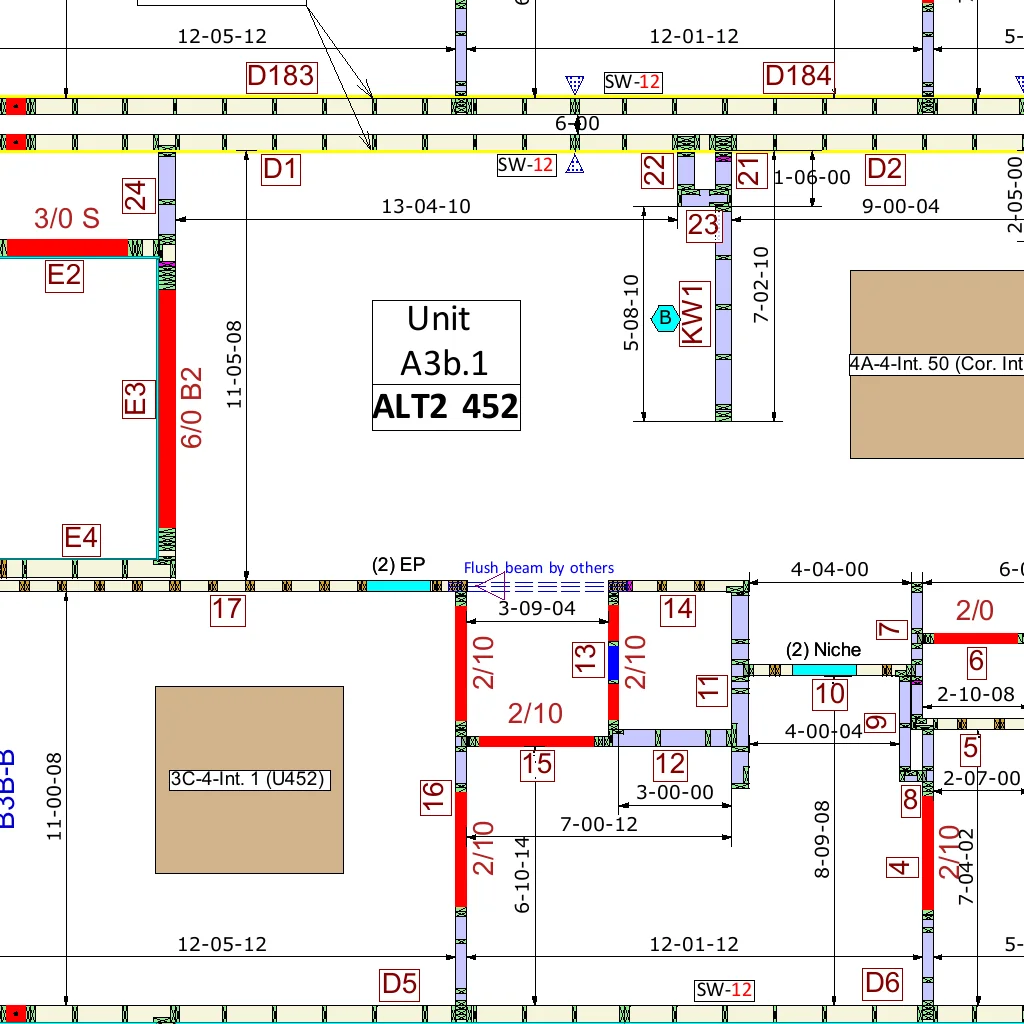 12-05-12
12-01-12
5-
D183
SW-12
D184
6-00
D1
SW-12
22
21
1-06-00
D2
24
2-05-00
3/0 S
13-04-10
9-00-04
23
E2
5-08-10
B
KW1
7-02-10
Unit
A3b.1
ALT2 452
11-05-08
E3
6/0 B2
4A-4-Int. 50 (Cor. Int
E4
(2) EP
Flush beam by others
4-04-00
6-0
17
3-09-04
14
2/0
7
2/10
13
2/10
(2) Niche
6
11
10
2-10-08
2/10
9
4-00-04
5
15
12
2-07-00
3C-4-Int. 1 (U452)
B3B-B
11-00-08
16
3-00-00
8
7-00-12
2/10
6-10-14
8-09-08
4
2/10
7-04-02
12-05-12
12-01-12
5-
D5
SW-12
D6